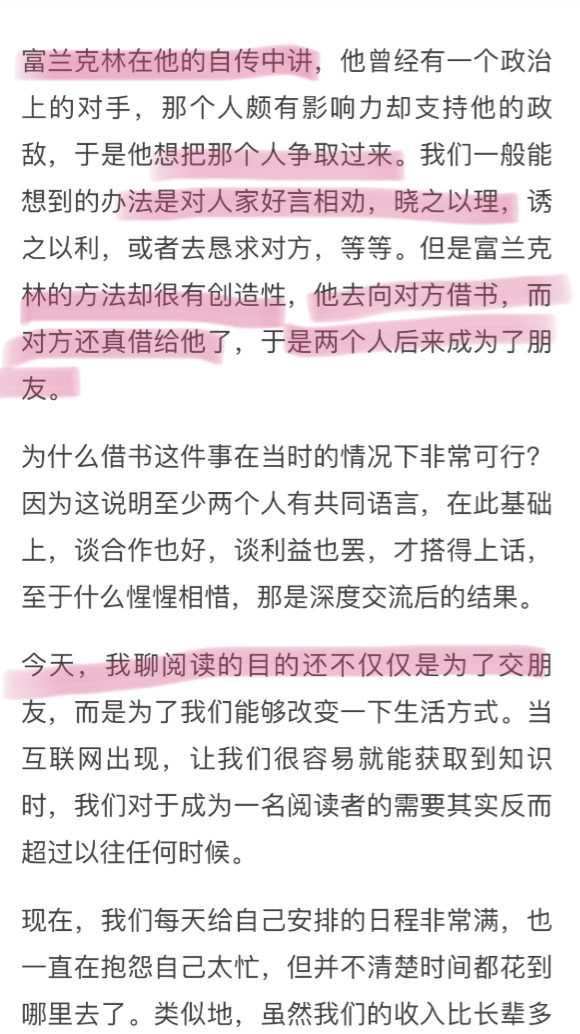 富兰克林在他的自传中讲，他曾经有一个政治
上的对手，那个人颇有影响力却支持他的政
敌，于是他想把那个人争取过来。我们一般能
想到的办法是对人家好言相劝，晓之以理，诱
之以利，或者去恳求对方，等等。但是富兰克
林的方法却很有创造性，他去向对方借书，而
对方还真借给他了，于是两个人后来成为了朋
友。
为什么借书这件事在当时的情况下非常可行？
因为这说明至少两个人有共同语言，在此基础
上，谈合作也好，谈利益也罢，才搭得上话，
至于什么惺惺相惜，那是深度交流后的结果。
今天，我聊阅读的目的还不仅仅是为了交朋
友，而是为了我们能够改变一下生活方式。当
互联网出现，让我们很容易就能获取到知识
时，我们对于成为一名阅读者的需要其实反而
超过以往任何时候。
现在，我们每天给自己安排的日程非常满，也
一直在抱怨自己太忙，但并不清楚时间都花到
哪里去了。类似地，虽然我们的收入比长辈多